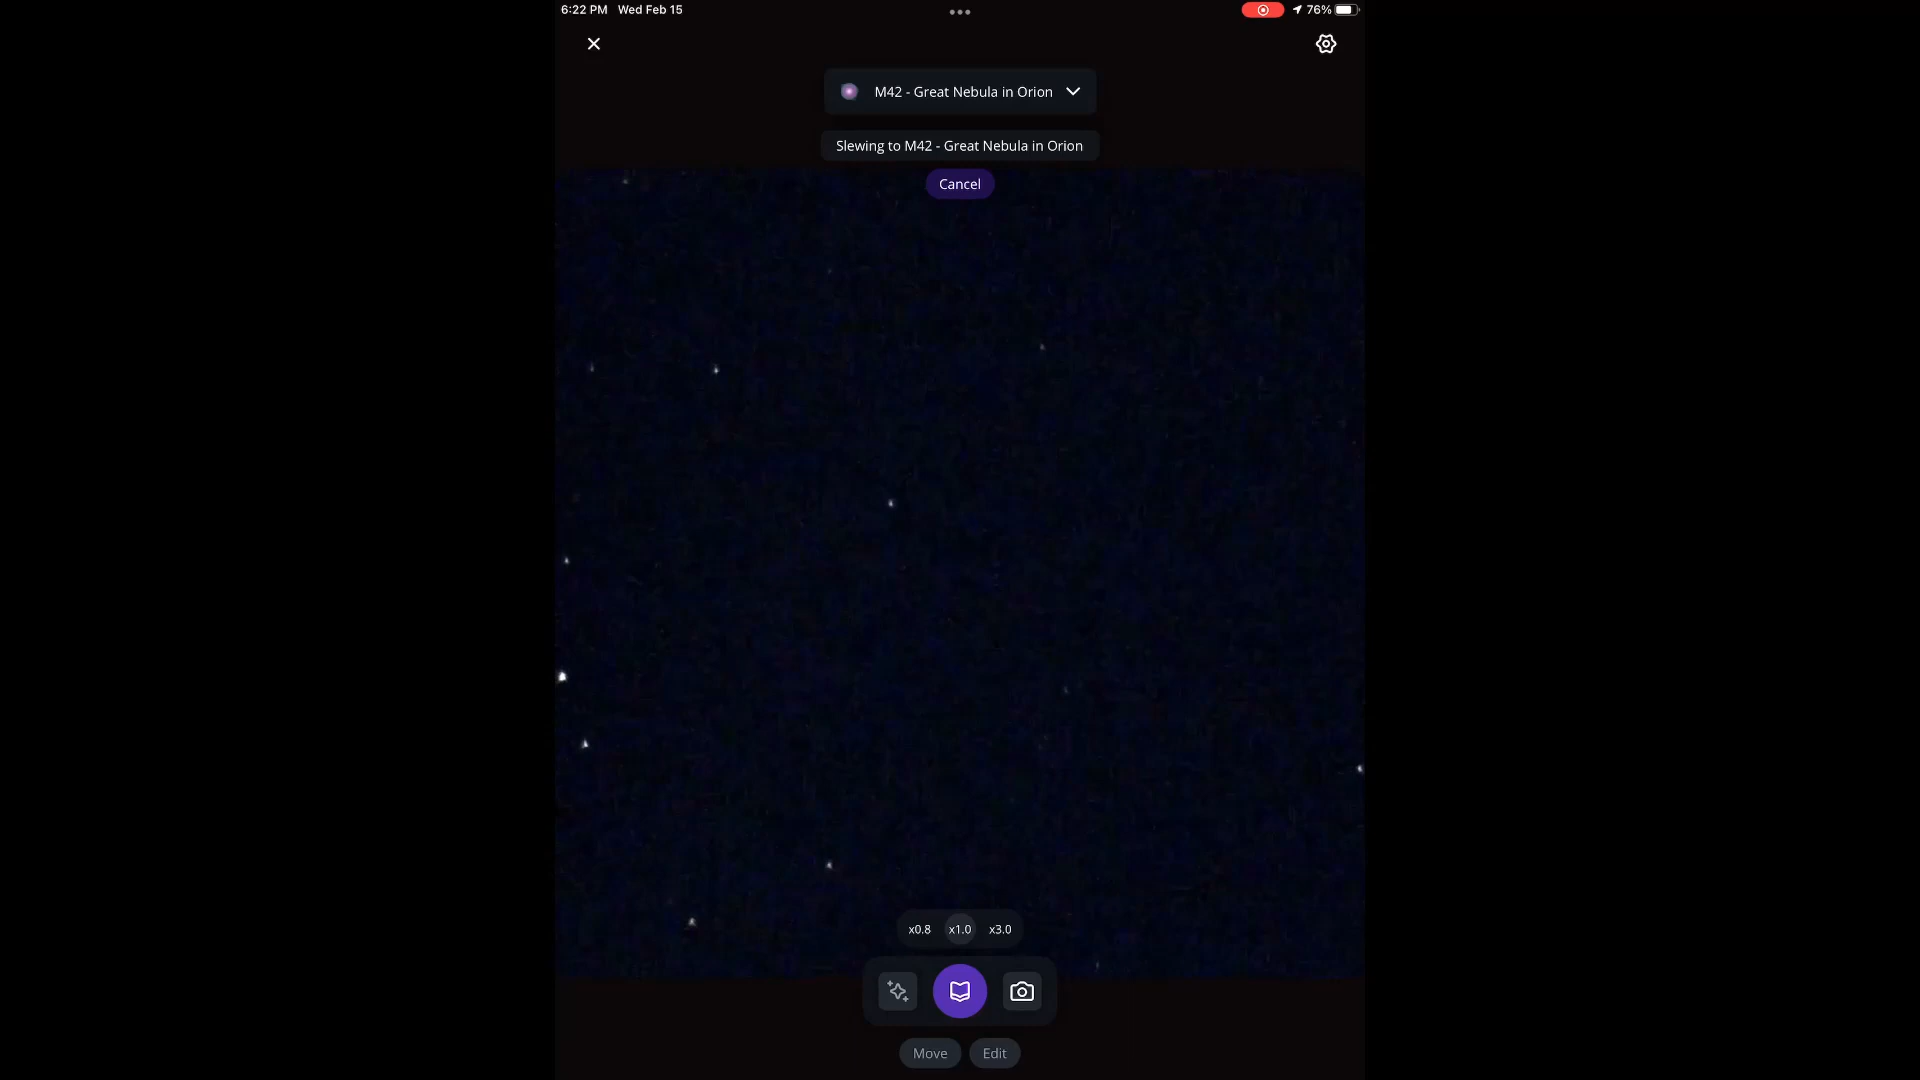 6:22 PM Wed Feb 15
76%
M42 - Great Nebula in Orion
Slewing to M42 - Great Nebula in Orion
Cancel
x0.8 x1.0 x3.0
Move Edit